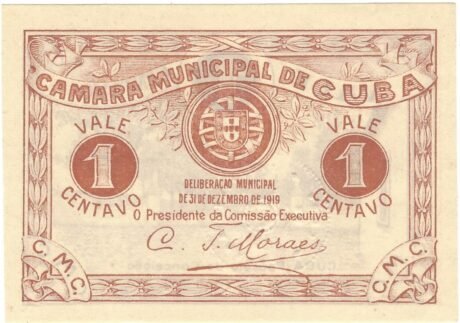 CAMARA MUNICIPAL DE CUBA
VALE
1
CENTAVO
VALE
1
CENTAVO
DELIBERAÇÃO MUNICIPAL
DE 31 DE DEZEMBRO DE 1919
O Presidente da Comissão Executiva
C. T. Moraes
C. M. C.
C. M. C.